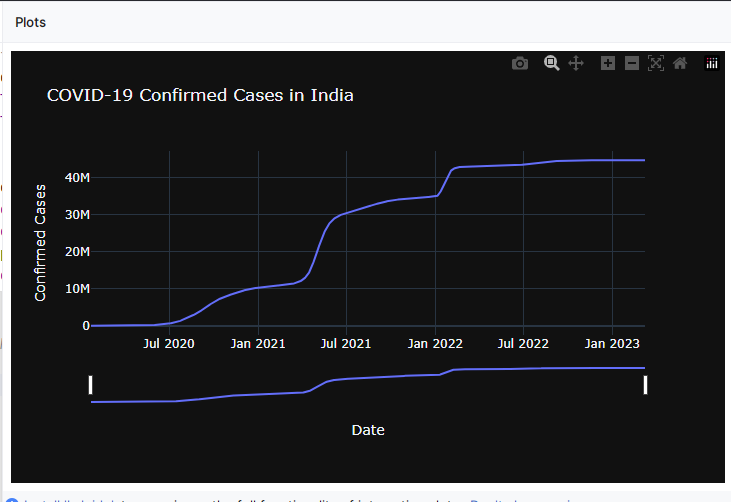 Plots
COVID-19 Confirmed Cases in India
Confirmed Cases
40M
30M
20M
10M
0
Jul 2020 Jan 2021 Jul 2021 Jan 2022 Jul 2022 Jan 2023
Date